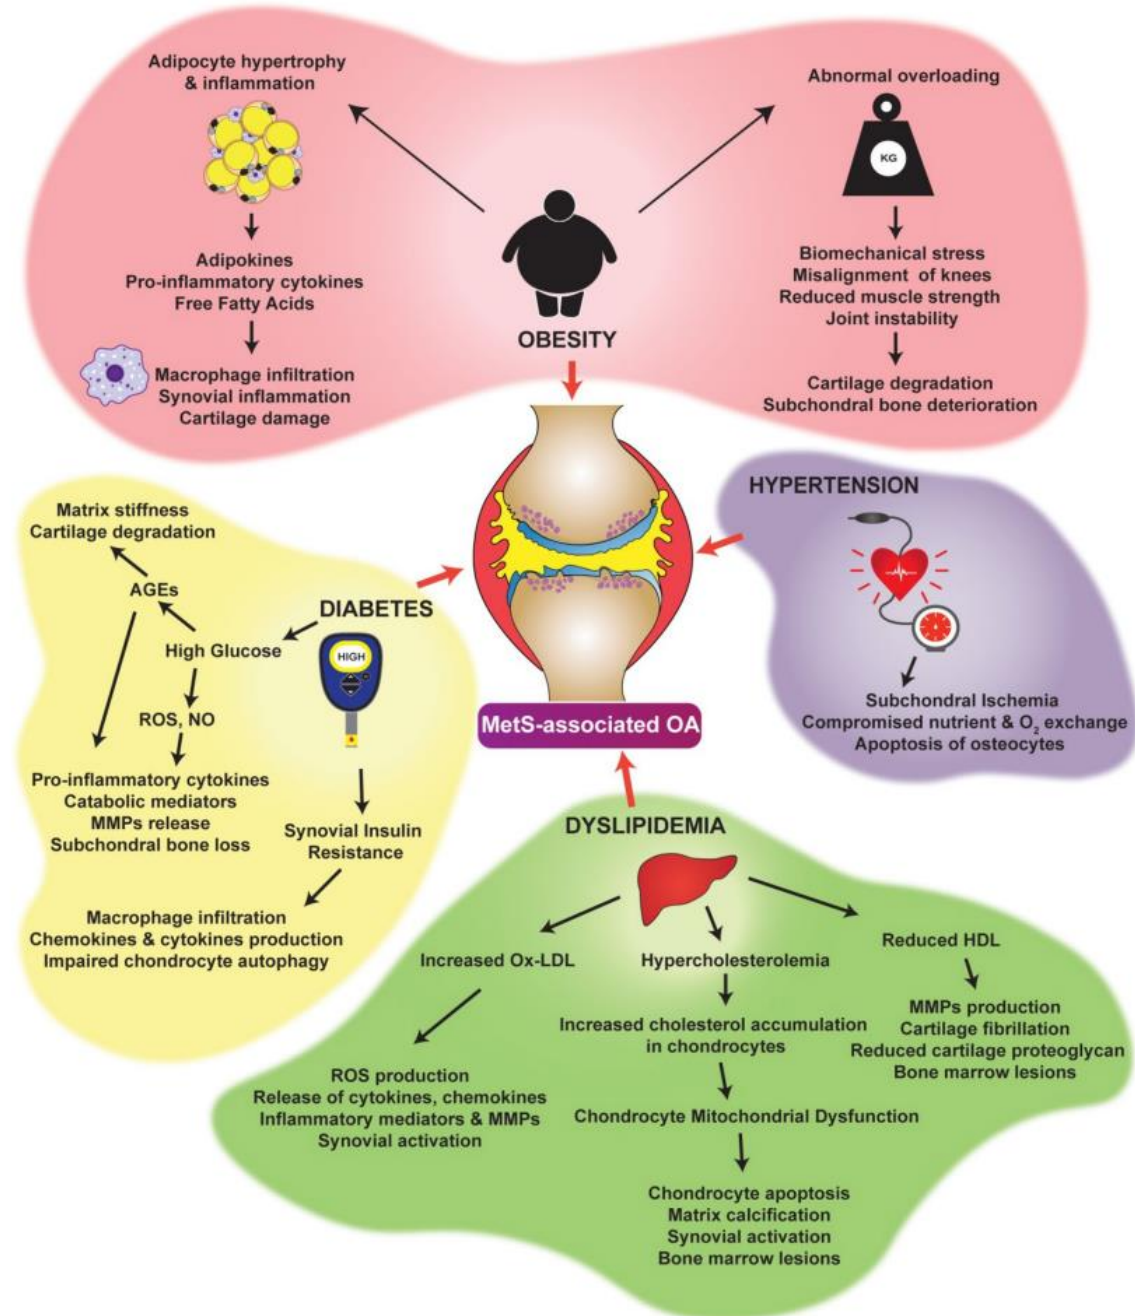 Adipocyte hypertrophy
& inflammation
Abnormal overloading
KG
Adipokines
Pro-inflammatory cytokines
Free Fatty Acids
Biomechanical stress
Misalignment of knees
Reduced muscle strength
Joint instability
OBESITY
Macrophage infiltration
Synovial inflammation
Cartilage damage
Cartilage degradation
Subchondral bone deterioration
HYPERTENSION
Subchondral Ischemia
Compromised nutrient & O₂ exchange
Apoptosis of osteocytes
Matrix stiffness
Cartilage degradation
AGEs
DIABETES
High Glucose
HIGH
ROS, NO
Pro-inflammatory cytokines
Catabolic mediators
MMPs release
Subchondral bone loss
Synovial Insulin
Resistance
Macrophage infiltration
Chemokines & cytokines production
Impaired chondrocyte autophagy
MetS-associated OA
DYSLIPIDEMIA
Increased Ox-LDL
Hypercholesterolemia
Reduced HDL
ROS production
Release of cytokines, chemokines
Inflammatory mediators & MMPs
Synovial activation
Increased cholesterol accumulation
in chondrocytes
Chondrocyte Mitochondrial Dysfunction
Chondrocyte apoptosis
Matrix calcification
Synovial activation
Bone marrow lesions
MMPs production
Cartilage fibrillation
Reduced cartilage proteoglycan
Bone marrow lesions